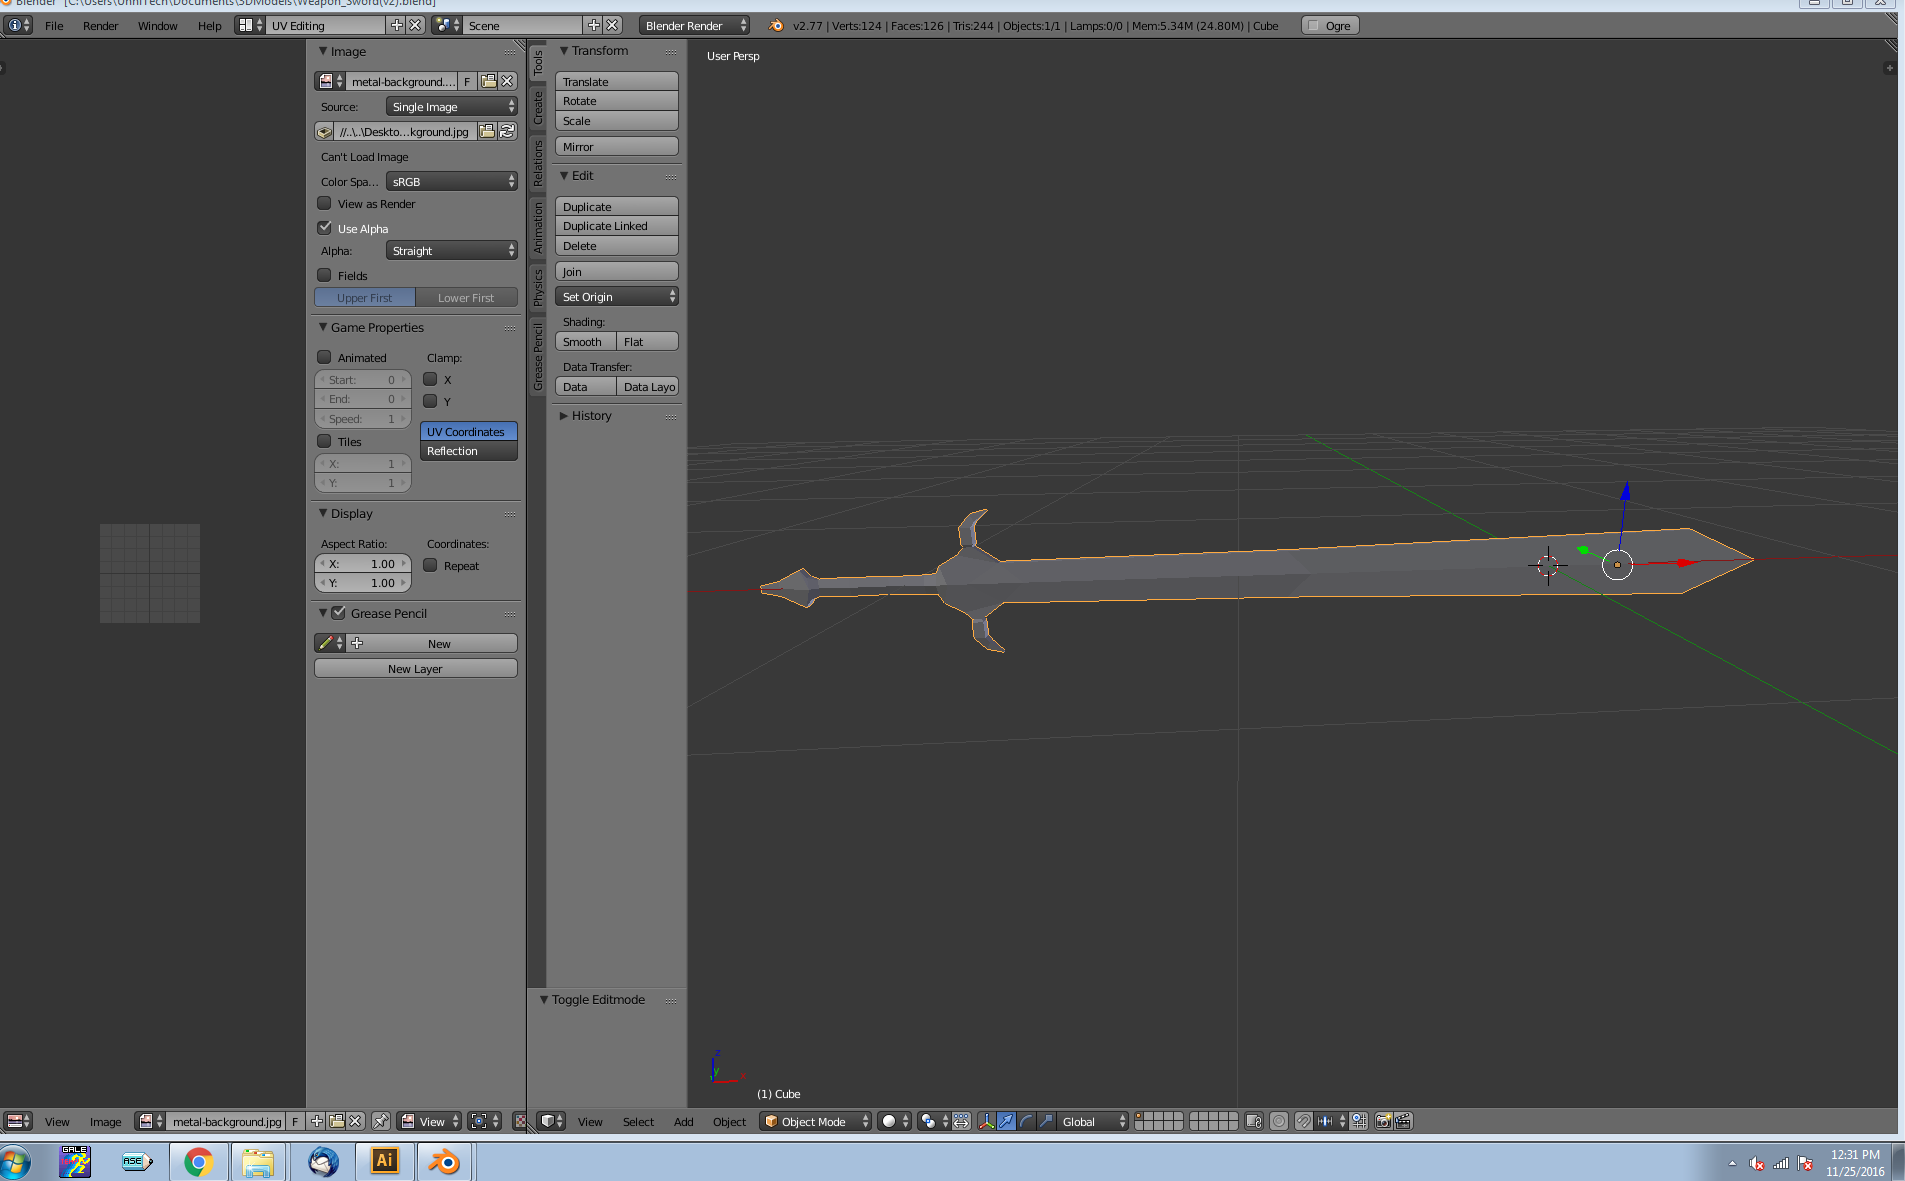 Blender [C:\Users\UnniTech\Documents\3DModels\Weapon_Sword(v2).blend]
File Render Window Help UV Editing Scene Blender Render v2.77 | Verts:124 | Faces:126 | Tris:244 | Objects:1/1 | Lamps:0/0 | Mem:5.34M (24.80M) | Cube Ogre
Image
metal-background.... F
Source: Single Image
//..\..\Deskto...kground.jpg
Can't Load Image
Color Spa... sRGB
View as Render
Use Alpha
Alpha: Straight
Fields
Upper First Lower First
Game Properties
Animated Clamp:
Start: 0 X
End: 0 Y
Speed: 1
Tiles UV Coordinates
Reflection
X: 1
Y: 1
Display
Aspect Ratio: Coordinates:
X: 1.00 Repeat
Y: 1.00
Grease Pencil
New
New Layer
Tools
Create
Relations
Animation
Physics
Grease Pencil
Transform
Translate
Rotate
Scale
Mirror
Edit
Duplicate
Duplicate Linked
Delete
Join
Set Origin
Shading:
Smooth Flat
Data Transfer:
Data Data Layo
History
Toggle Editmode
User Persp
z
y
x
(1) Cube
View Image metal-background.jpg F View
View Select Add Object Object Mode Global
GALE
ASE
Ai
12:31 PM
11/25/2016